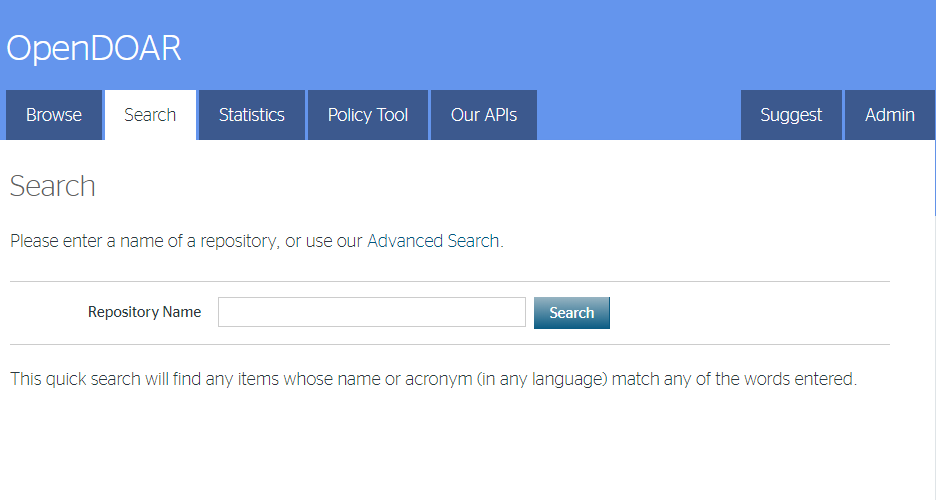 OpenDOAR
Browse Search Statistics Policy Tool Our APIs Suggest Admin
Search
Please enter a name of a repository, or use our Advanced Search.
Repository Name Search
This quick search will find any items whose name or acronym (in any language) match any of the words entered.